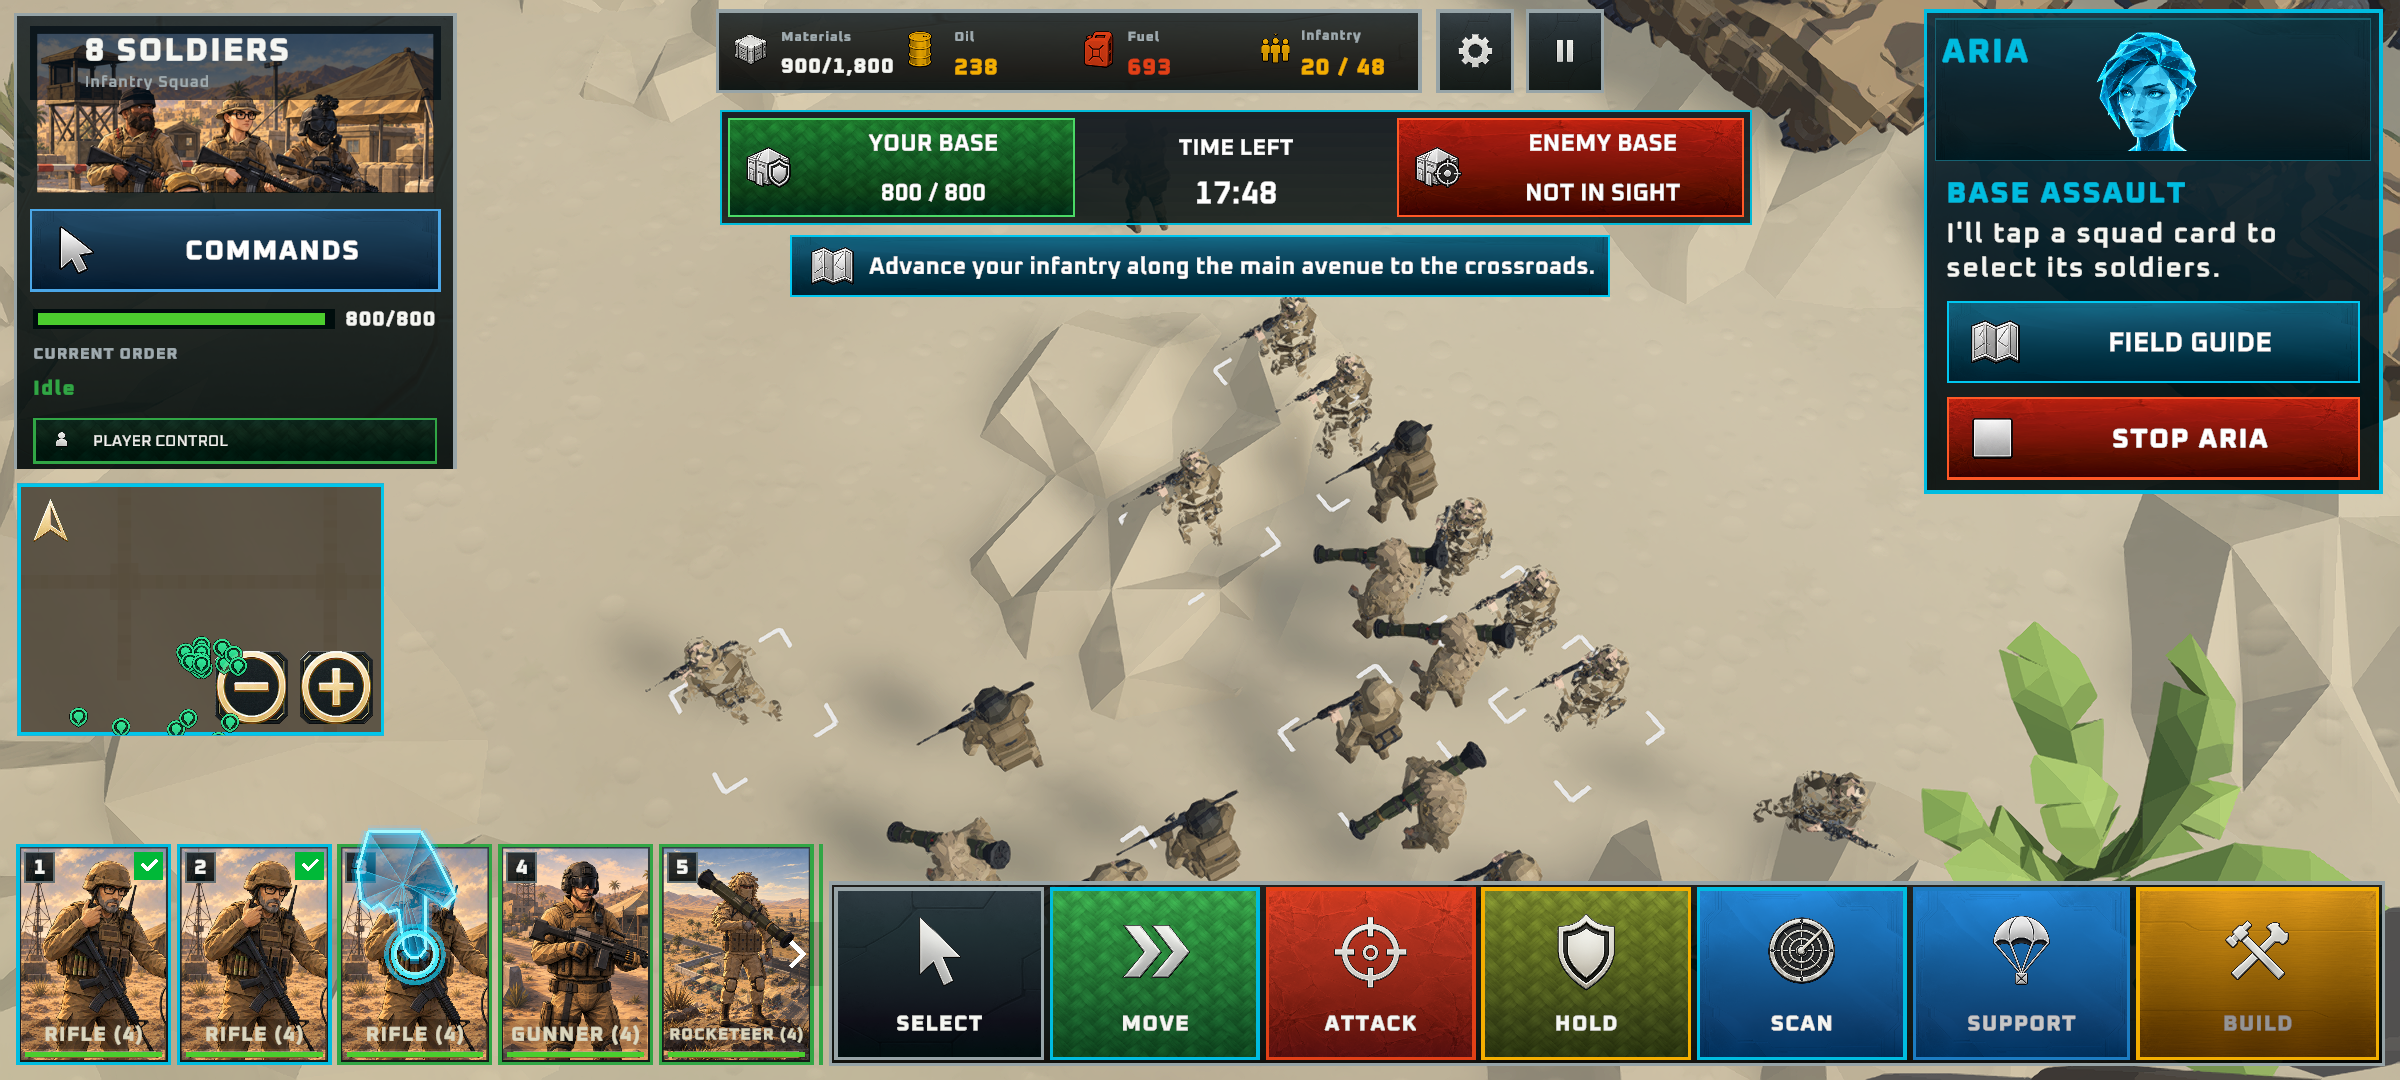 8 SOLDIERS
Infantry Squad
COMMANDS
800/800
CURRENT ORDER
Idle
PLAYER CONTROL
Materials
900/1,800
Oil
238
Fuel
693
Infantry
20 / 48
YOUR BASE
800 / 800
TIME LEFT
17:48
ENEMY BASE
NOT IN SIGHT
Advance your infantry along the main avenue to the crossroads.
ARIA
BASE ASSAULT
I'll tap a squad card to
select its soldiers.
FIELD GUIDE
STOP ARIA
1
RIFLE (4)
2
RIFLE (4)
3
RIFLE (4)
4
GUNNER (4)
5
ROCKETEER (4)
SELECT
MOVE
ATTACK
HOLD
SCAN
SUPPORT
BUILD